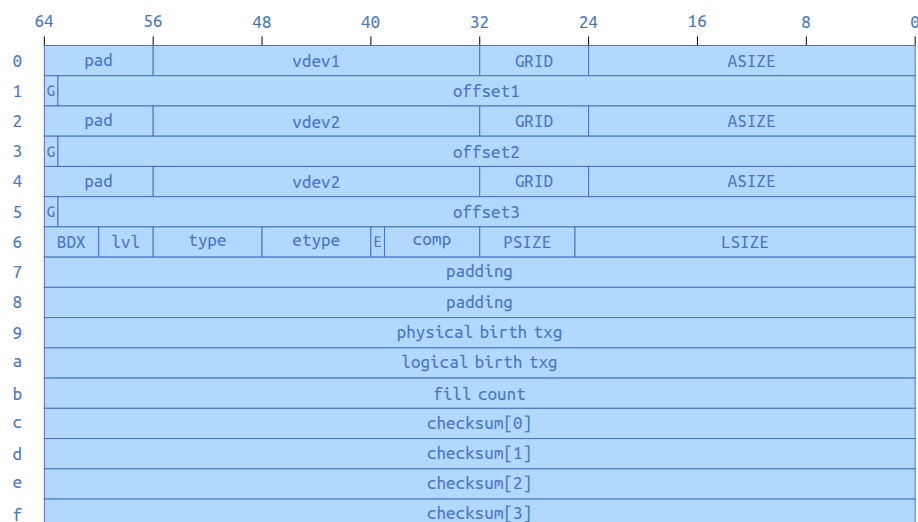 64 56 48 40 32 24 16 8 0
0 pad vdev1 GRID ASIZE
1 G offset1
2 pad vdev2 GRID ASIZE
3 G offset2
4 pad vdev2 GRID ASIZE
5 G offset3
6 BDX lvl type etype E comp PSIZE LSIZE
7 padding
8 padding
9 physical birth txg
a logical birth txg
b fill count
c checksum[0]
d checksum[1]
e checksum[2]
f checksum[3]